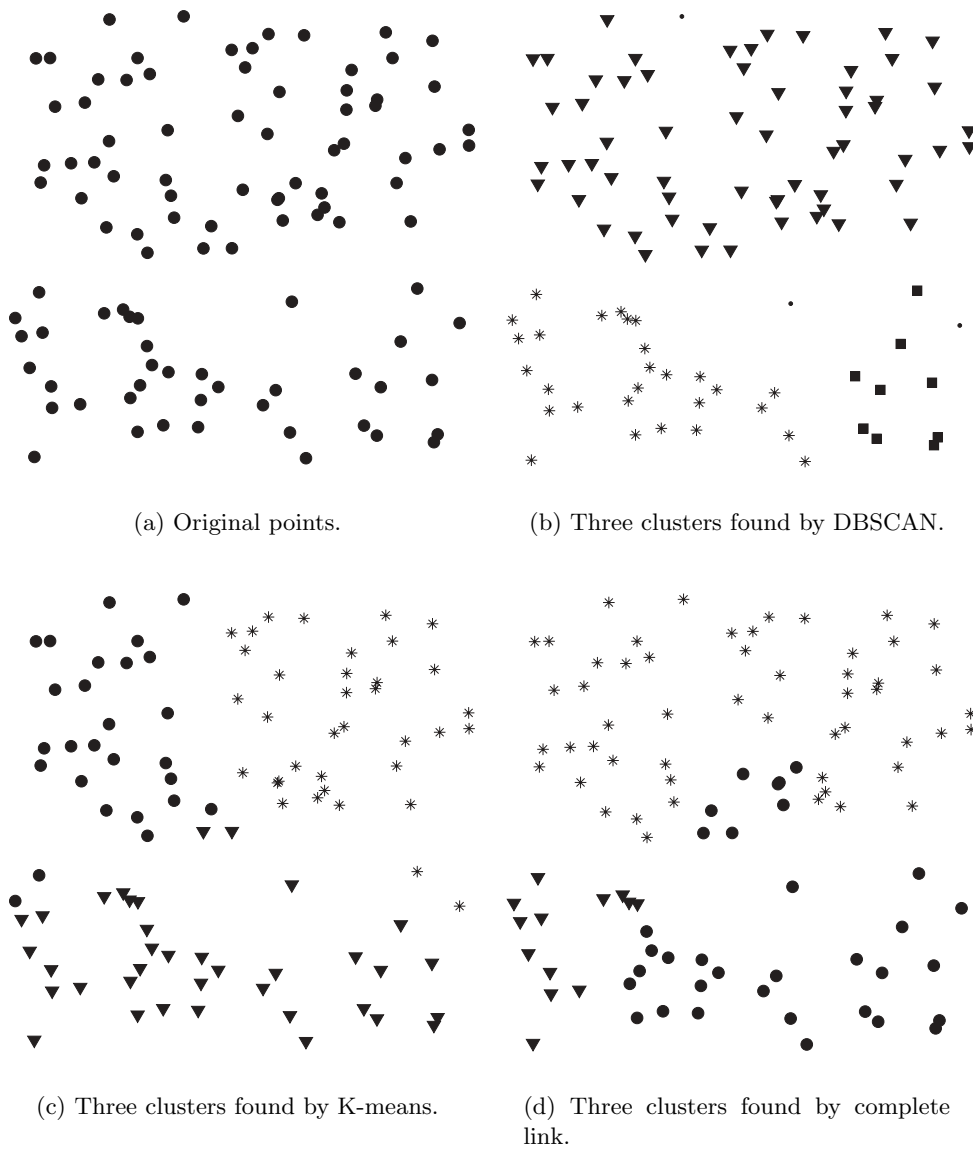 (a) Original points.
(b) Three clusters found by DBSCAN.
(c) Three clusters found by K-means.
(d) Three clusters found by complete
link.